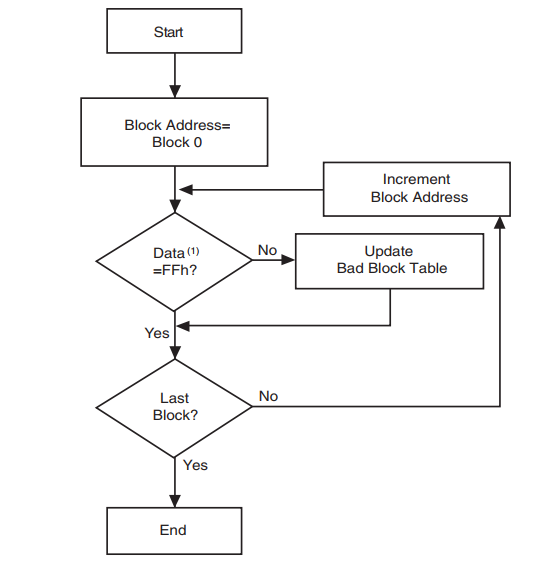 Start
Block Address=
Block 0
Increment
Block Address
Data (1)
=FFh?
No
Update
Bad Block Table
Yes
Last
Block?
No
Yes
End